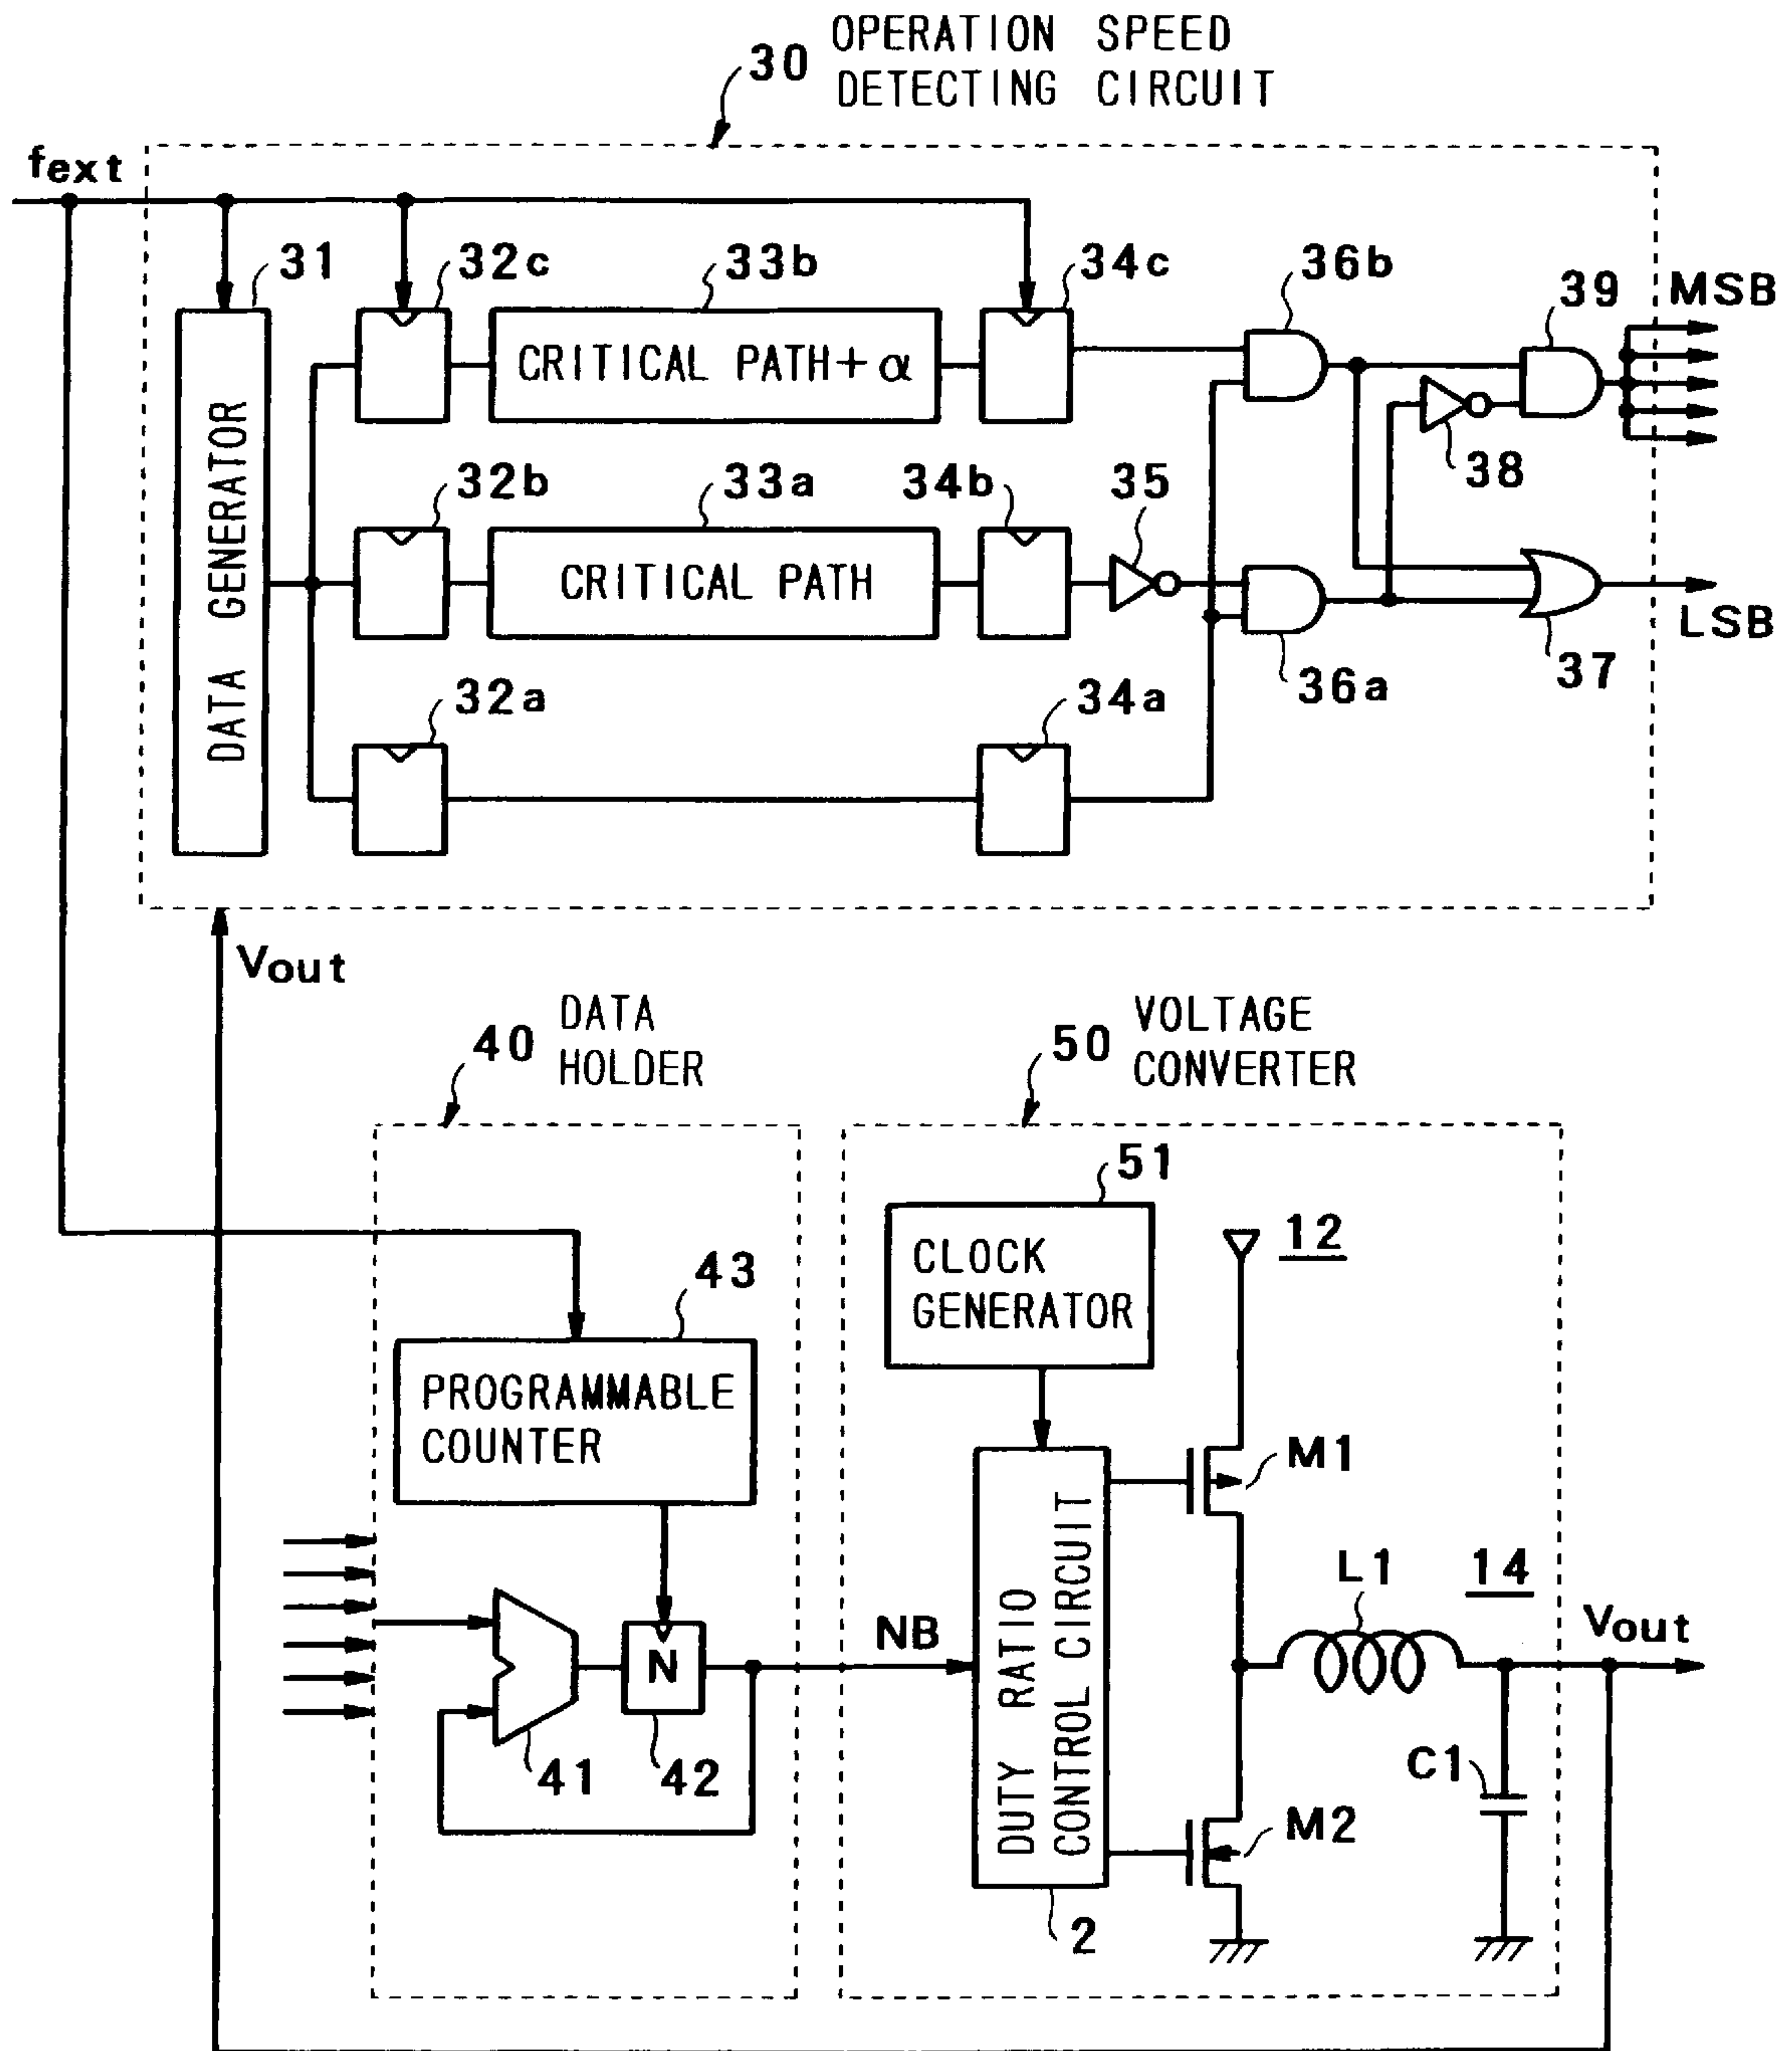 OPERATION SPEED
30 DETECTING CIRCUIT
fext
31
32c
33b
34c
36b
39
MSB
CRITICAL PATH+α
38
32b
33a
34b
35
DATA GENERATOR
CRITICAL PATH
LSB
36a
37
32a
34a
Vout
40 DATA
HOLDER
50 VOLTAGE
CONVERTER
51
12
CLOCK
GENERATOR
43
PROGRAMMABLE
COUNTER
M1
L1
14
Vout
NB
N
DUTY RATIO
CONTROL CIRCUIT
41
42
C1
M2
2